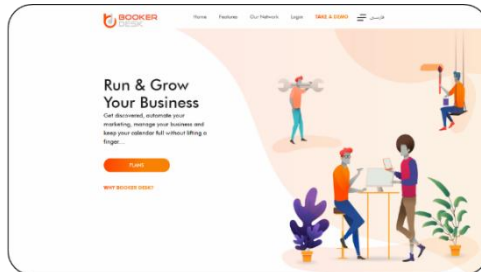 BOOKER
DESK
Home Features Our Network Login TAKE A DEMO فارسی
Run & Grow
Your Business
Get discovered, automate your
marketing, manage your business and
keep your calendar full without lifting a
finger...
PLANS
WHY BOOKER DESK?